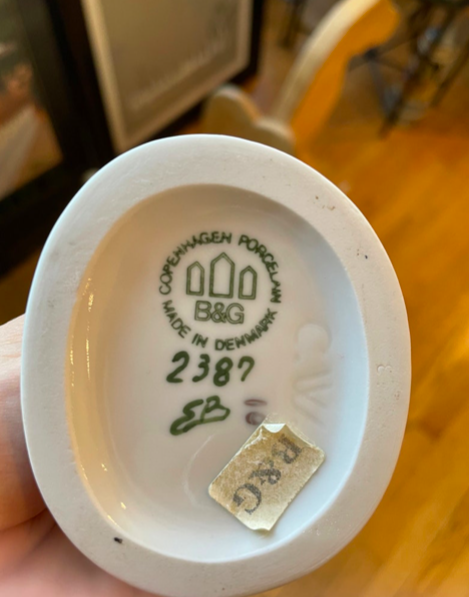 COPENHAGEN PORCELAIN
B&G
MADE IN DENMARK
2387
EB
C.V.
B&G